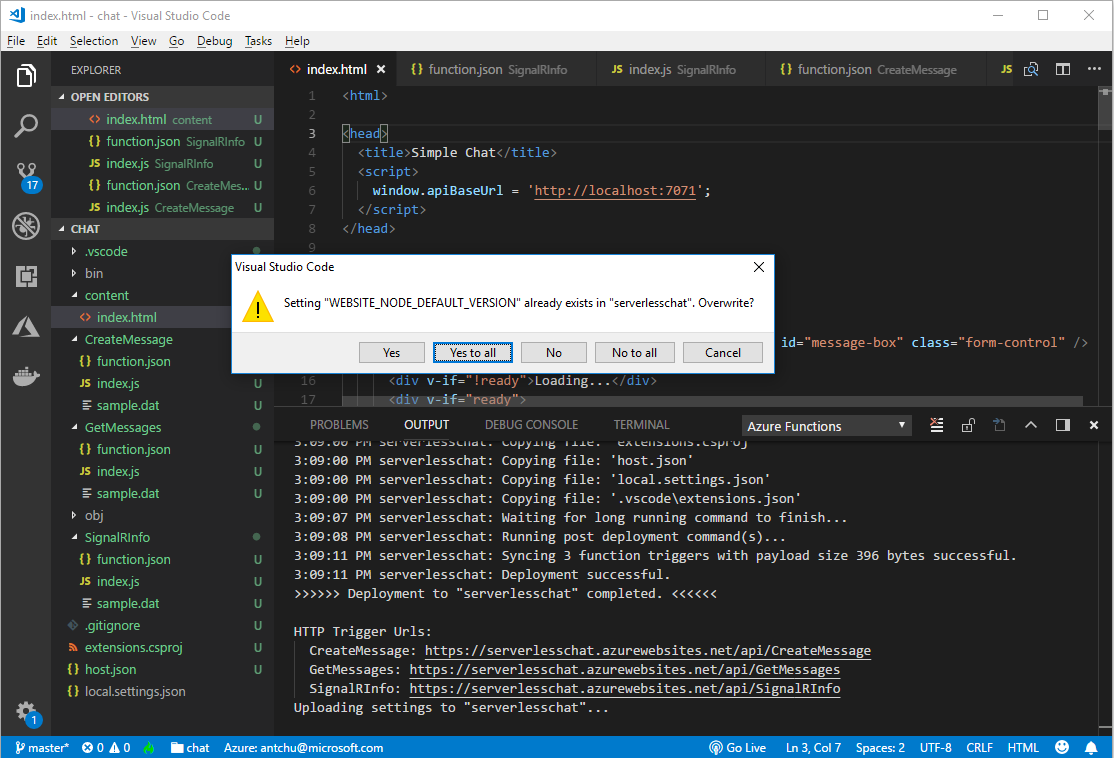 index.html - chat - Visual Studio Code
File Edit Selection View Go Debug Tasks Help
EXPLORER
OPEN EDITORS
index.html content U
{} function.json SignalRInfo U
JS index.js SignalRInfo U
{} function.json CreateMes... U
JS index.js CreateMessage U
17
CHAT
.vscode
bin
content
index.html
CreateMessage
{} function.json
JS index.js U
sample.dat U
GetMessages
{} function.json U
JS index.js U
sample.dat U
obj
SignalRInfo
{} function.json U
JS index.js U
sample.dat U
.gitignore U
extensions.csproj U
{} host.json U
{} local.settings.json
1
index.html
{} function.json SignalRInfo
JS index.js SignalRInfo
{} function.json CreateMessage
JS
1 <html>
2
3 <head>
4 <title>Simple Chat</title>
5 <script>
6 window.apiBaseUrl = 'http://localhost:7071';
7 </script>
8 </head>
9
id="message-box" class="form-control" />
16 <div v-if="!ready">Loading...</div>
17 <div v-if="ready">
Visual Studio Code
Setting "WEBSITE_NODE_DEFAULT_VERSION" already exists in "serverlesschat". Overwrite?
Yes Yes to all No No to all Cancel
PROBLEMS OUTPUT DEBUG CONSOLE TERMINAL Azure Functions
3:09:00 PM serverlesschat: Copying file: 'extensions.csproj'
3:09:00 PM serverlesschat: Copying file: 'host.json'
3:09:00 PM serverlesschat: Copying file: 'local.settings.json'
3:09:00 PM serverlesschat: Copying file: '.vscode\extensions.json'
3:09:07 PM serverlesschat: Waiting for long running command to finish...
3:09:08 PM serverlesschat: Running post deployment command(s)...
3:09:11 PM serverlesschat: Syncing 3 function triggers with payload size 396 bytes successful.
3:09:11 PM serverlesschat: Deployment successful.
>>>>>> Deployment to "serverlesschat" completed. <<<<<<
HTTP Trigger Urls:
CreateMessage: https://serverlesschat.azurewebsites.net/api/CreateMessage
GetMessages: https://serverlesschat.azurewebsites.net/api/GetMessages
SignalRInfo: https://serverlesschat.azurewebsites.net/api/SignalRInfo
Uploading settings to "serverlesschat"...
master* 0 0 chat Azure: antchu@microsoft.com Go Live Ln 3, Col 7 Spaces: 2 UTF-8 CRLF HTML